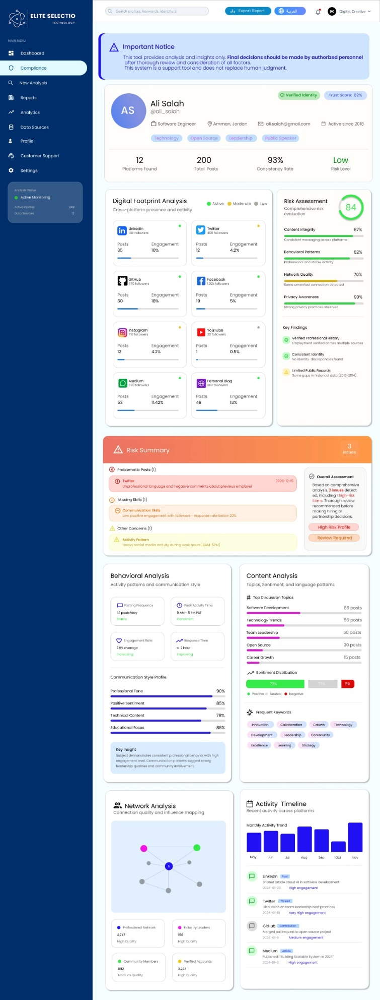 ELITE SELECTIO
TECHNOLOGY
MAIN MENU
Dashboard
Compliance
New Analysis
Reports
Analytics
Data Sources
Profile
Customer Support
Settings
Analysis Status
Active Monitoring
Active Profiles: 240
Data Sources: 12
Search profiles, keywords, identifiers
Export Report
العربية
DC Digital Creative
Important Notice
This tool provides analysis and insights only. Final decisions should be made by authorized personnel
after thorough review and consideration of all factors.
This system is a support tool and does not replace human judgment.
Verified Identity
Trust Score: 82%
AS
Ali Salah
@ali_salah
Software Engineer
Amman, Jordan
ali.salah@gmail.com
Active since 2018
Technology
Open Source
Leadership
Public Speaker
12 200 93% Low
Platforms Found Total Posts Consistency Rate Risk Level
Digital Footprint Analysis
Cross-platform presence and activity
Active Moderate Low
LinkedIn
1.2k followers
Posts Engagement
35 10%
Twitter
400 followers
Posts Engagement
12 4.2%
GitHub
670 followers
Posts Engagement
60 18%
Facebook
1.02k followers
Posts Engagement
19 5%
Instagram
710 followers
Posts Engagement
12 4.2%
YouTube
30 followers
Posts Engagement
1 0.5%
Medium
620 followers
Posts Engagement
53 11.42%
Personal Blog
803 followers
Posts Engagement
48 13%
Risk Assessment
Comprehensive risk
evaluation
84
Content Integrity 87%
Consistent messaging across platforms
Behavioral Patterns 82%
Professional and stable activity
Network Quality 70%
Some unverified connection detected
Privacy Awareness 90%
Strong privacy practices observed
Key Findings
Verified Professional History
Employment verified across multiple sources
Consistent Identity
No identity discrepancies found
Limited Public Records
Some gaps in historical data (2013-2014)
Risk Summary
3
Issues
Problematic Posts (1)
Twitter 2026-12-15
Unprofessional language and negative comments about previous employer
Missing Skills (1)
Communication Skills
Low positive engagement with followers - response rate below 20%
Other Concerns (1)
Activity Pattern
Heavy social media activity during work hours (8AM-5PM)
Overall Assessment
Based on comprehensive
analysis, 3 issues detect
ed, including 1 high-risk
items. Thorough review
recommended before
making hiring or
partnership decisions.
High Risk Profile
Review Required
Behavioral Analysis
Activity patterns and communication style
Posting Frequency
1.2 posts/day
Stable
Peak Activity Time
9 AM - 5 PM PST
Consistent
Engagement Rate
7.8% average
Increasing
Response Time
< 2 hour
Improving
Communication Style Profile
Professional Tone 90%
Positive Sentiment 85%
Technical Content 78%
Educational Focus 88%
Key Insight
Subject demonstrates consistent professional behavior with high
engagement level. Communication patterns suggest strong
leadership qualities and community involvement.
Content Analysis
Topics, Sentiment, and language patterns
# Top Discussion Topics
Software Development 86 posts
Technology Trends 56 posts
Team Leadership 50 posts
Open Source 20 posts
Career Growth 15 posts
Sentiment Distribution
72% 23% 5%
Positive Neutral Negative
Frequent Keywords
Innovation Collaboration Growth Technology
Development Leadership Community
Excellence Learning Strategy
Network Analysis
Connection quality and influence mapping
S
Professional Network
3,247
High Quality
Industry Leaders
156
High Quality
Community Members
892
Medium Quality
Verified Accounts
3,247
High Quality
Activity Timeline
Recent activity across platforms
Monthly Activity Trend
May Jun Jul Aug Sep Oct Nov
LinkedIn Post
Shared article about AI in software development
2024-01-20 High engagement
Twitter Thread
Discussion on team leadership best practices
2024-01-10 Very High engagement
GitHub Contribution
Merged pull request to open source project
2024-01-9 Medium engagement
Medium Article
Published: "Building Scalable System in 2024"
2024-01-8 High engagement